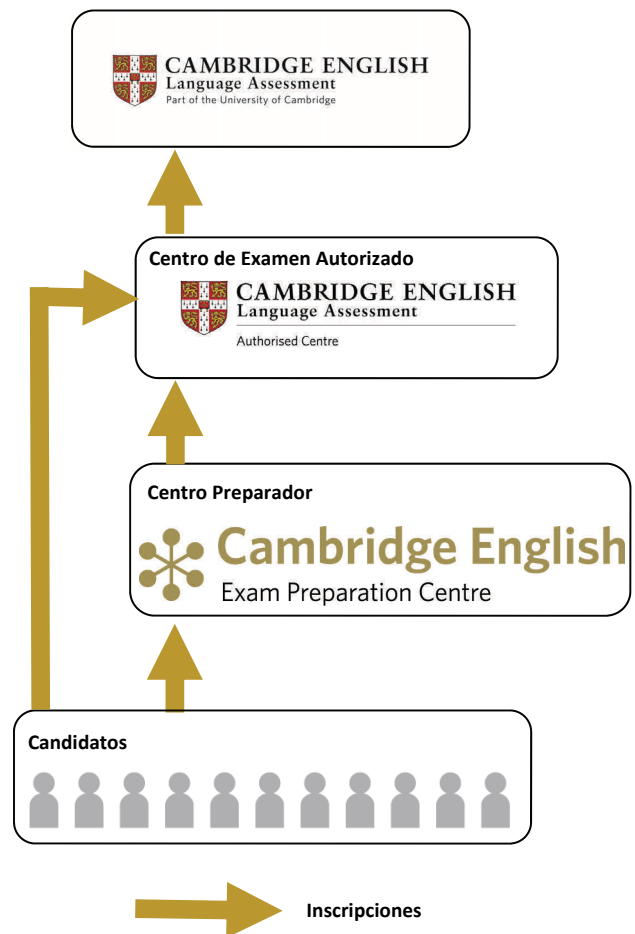 CAMBRIDGE ENGLISH
Language Assessment
Part of the University of Cambridge
Centro de Examen Autorizado
CAMBRIDGE ENGLISH
Language Assessment
Authorised Centre
Centro Preparador
Cambridge English
Exam Preparation Centre
Candidatos
Inscripciones